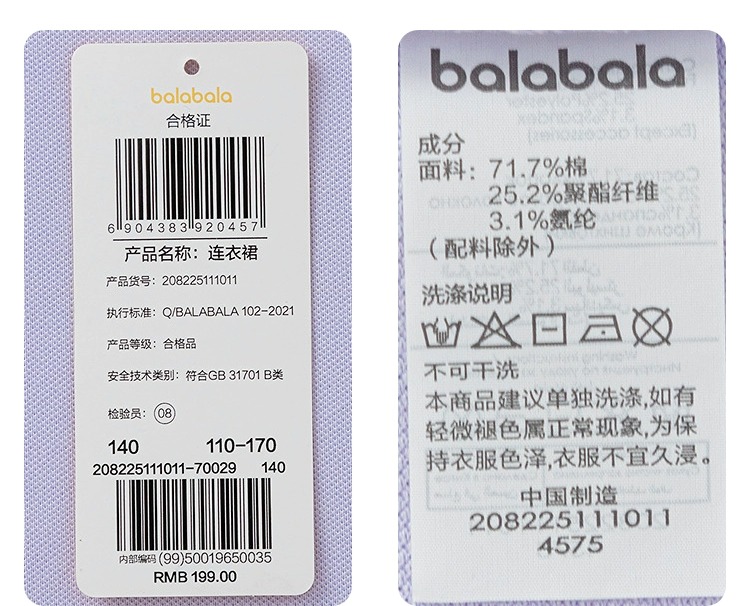 balabala
合格证
6 904383 920457
产品名称：连衣裙
产品货号：208225111011
执行标准：Q/BALABALA 102-2021
产品等级：合格品
安全技术类别：符合GB 31701 B类
检验员：08
140 110-170
208225111011-70029 140
内部编码 (99)50019650035
RMB 199.00
balabala
成分
面料：71.7%棉
25.2%聚酯纤维
3.1%氨纶
（配料除外）
洗涤说明
不可干洗
本商品建议单独洗涤,如有
轻微褪色属正常现象,为保
持衣服色泽,衣服不宜久浸。
中国制造
208225111011
4575